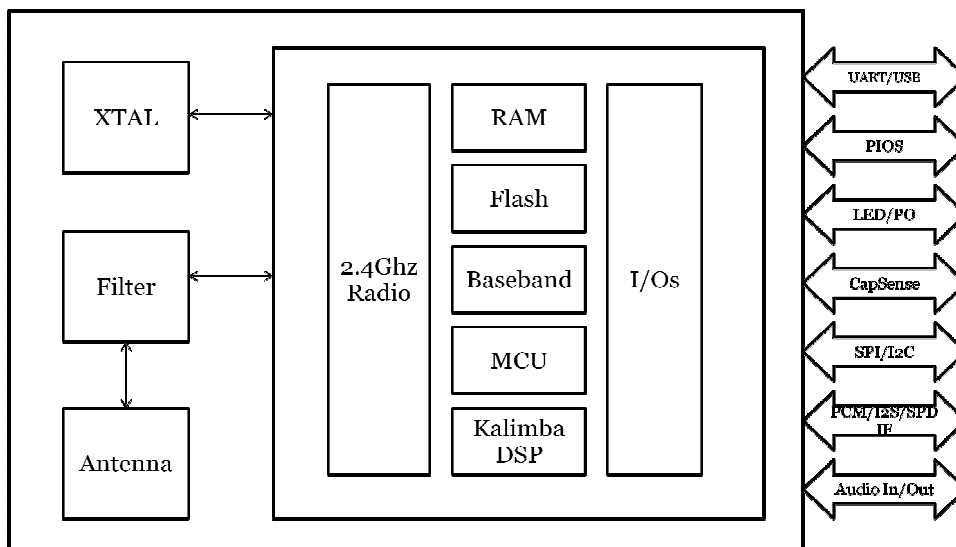 XTAL
Filter
Antenna
2.4Ghz
Radio
RAM
Flash
Baseband
MCU
Kalimba
DSP
I/Os
UART/USB
PIOS
LED/PO
CapSense
SPI/I2C
PCM/I2S/SPD
IF
Audio In/Out